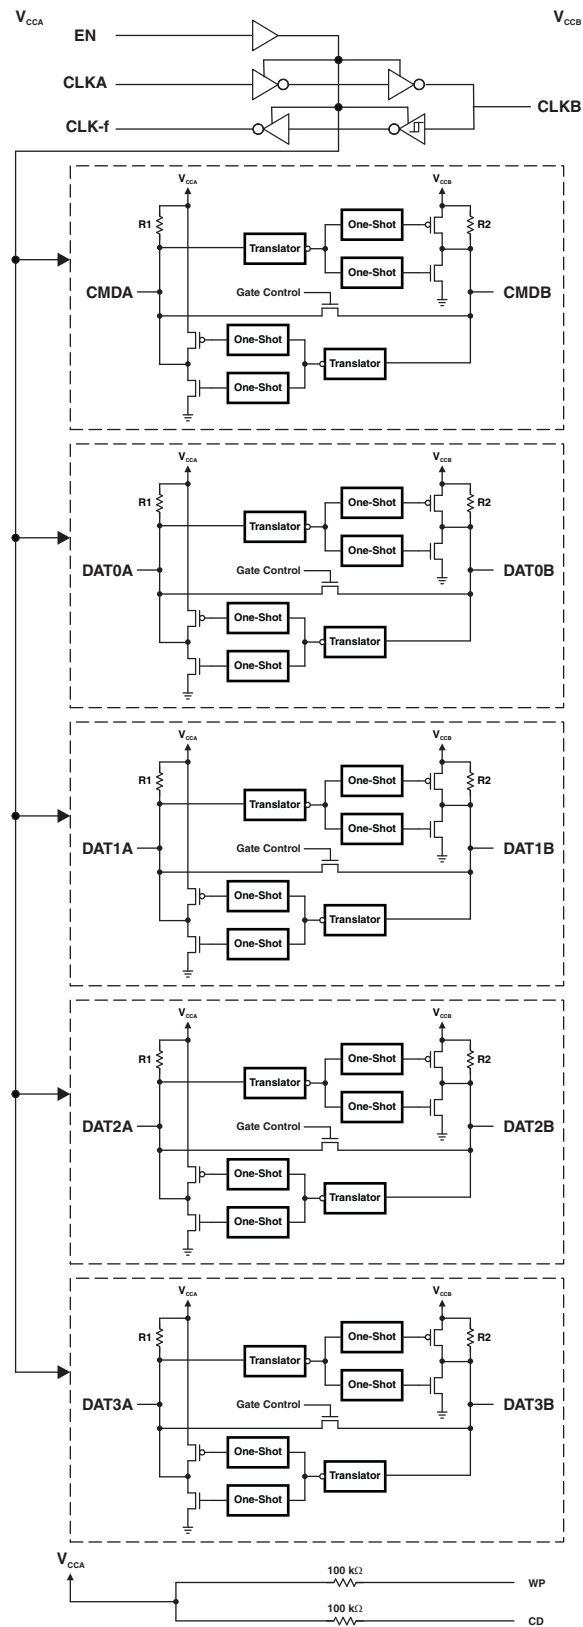 VCCA VCCB
EN
CLKA
CLKB
CLK-f
VCCA VCCB
R1 One-Shot R2
Translator
One-Shot
CMDA Gate Control CMDB
One-Shot
Translator
One-Shot
VCCA VCCB
R1 One-Shot R2
Translator
One-Shot
DAT0A Gate Control DAT0B
One-Shot
Translator
One-Shot
VCCA VCCB
R1 One-Shot R2
Translator
One-Shot
DAT1A Gate Control DAT1B
One-Shot
Translator
One-Shot
VCCA VCCB
R1 One-Shot R2
Translator
One-Shot
DAT2A Gate Control DAT2B
One-Shot
Translator
One-Shot
VCCA VCCB
R1 One-Shot R2
Translator
One-Shot
DAT3A Gate Control DAT3B
One-Shot
Translator
One-Shot
VCCA
100 kΩ WP
100 kΩ CD